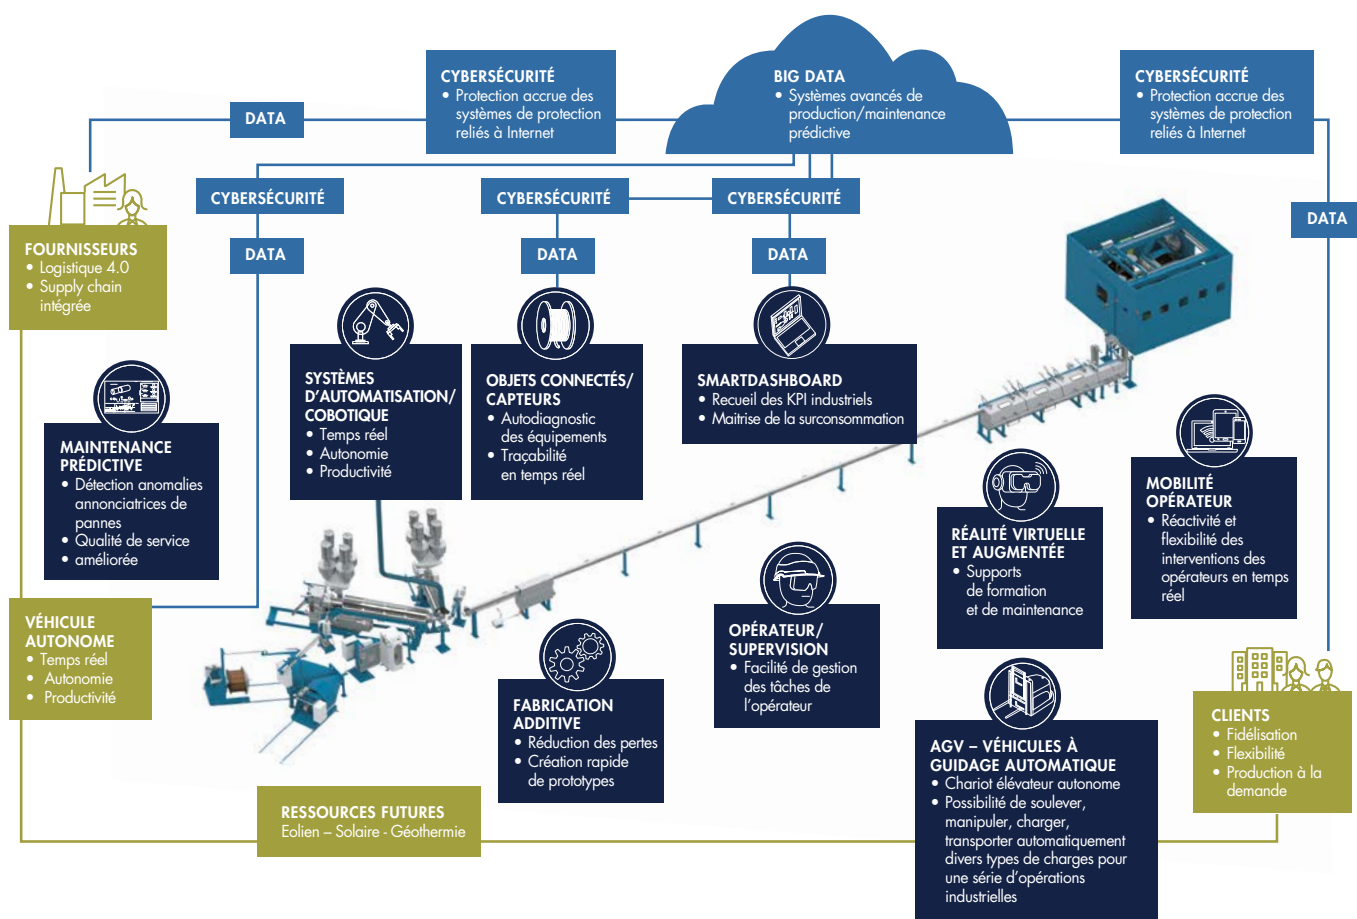 CYBERSÉCURITÉ
• Protection accrue des
systèmes de protection
reliés à Internet
BIG DATA
• Systèmes avancés de
production/maintenance
prédictive
CYBERSÉCURITÉ
• Protection accrue des
systèmes de protection
reliés à Internet
DATA
CYBERSÉCURITÉ
CYBERSÉCURITÉ
CYBERSÉCURITÉ
DATA
DATA
DATA
DATA
FOURNISSEURS
• Logistique 4.0
• Supply chain
intégrée
SYSTÈMES
D'AUTOMATISATION/
COBOTIQUE
• Temps réel
• Autonomie
• Productivité
OBJETS CONNECTÉS/
CAPTEURS
• Autodiagnostic
des équipements
• Traçabilité
en temps réel
SMARTDASHBOARD
• Recueil des KPI industriels
• Maitrise de la surconsommation
MAINTENANCE
PRÉDICTIVE
• Détection anomalies
annonciatrices de
pannes
• Qualité de service
• améliorée
MOBILITÉ
OPÉRATEUR
• Réactivité et
flexibilité des
interventions des
opérateurs en temps
réel
RÉALITÉ VIRTUELLE
ET AUGMENTÉE
• Supports
de formation
et de maintenance
VÉHICULE
AUTONOME
• Temps réel
• Autonomie
• Productivité
OPÉRATEUR/
SUPERVISION
• Facilité de gestion
des tâches de
l'opérateur
FABRICATION
ADDITIVE
• Réduction des pertes
• Création rapide
de prototypes
AGV – VÉHICULES À
GUIDAGE AUTOMATIQUE
• Chariot élévateur autonome
• Possibilité de soulever,
manipuler, charger,
transporter automatiquement
divers types de charges pour
une série d'opérations
industrielles
CLIENTS
• Fidélisation
• Flexibilité
• Production à la
demande
RESSOURCES FUTURES
Eolien – Solaire - Géothermie